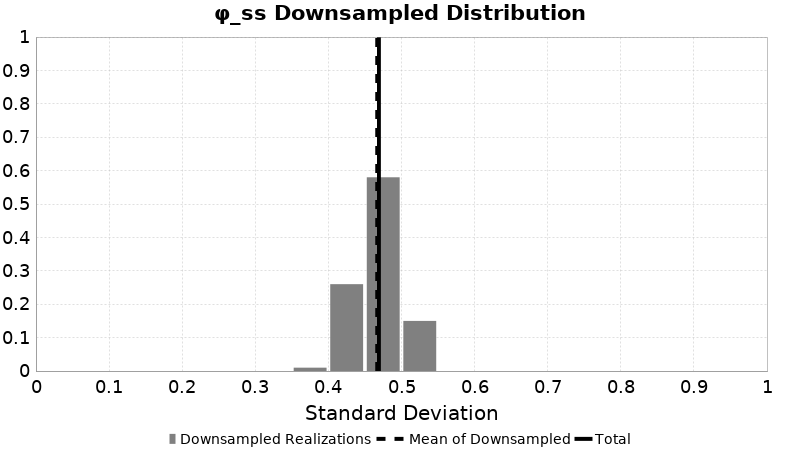 φ_ss Downsampled Distribution
1
0.9
0.8
0.7
0.6
0.5
0.4
0.3
0.2
0.1
0
0 0.1 0.2 0.3 0.4 0.5 0.6 0.7 0.8 0.9 1
Standard Deviation
Downsampled Realizations Mean of Downsampled Total